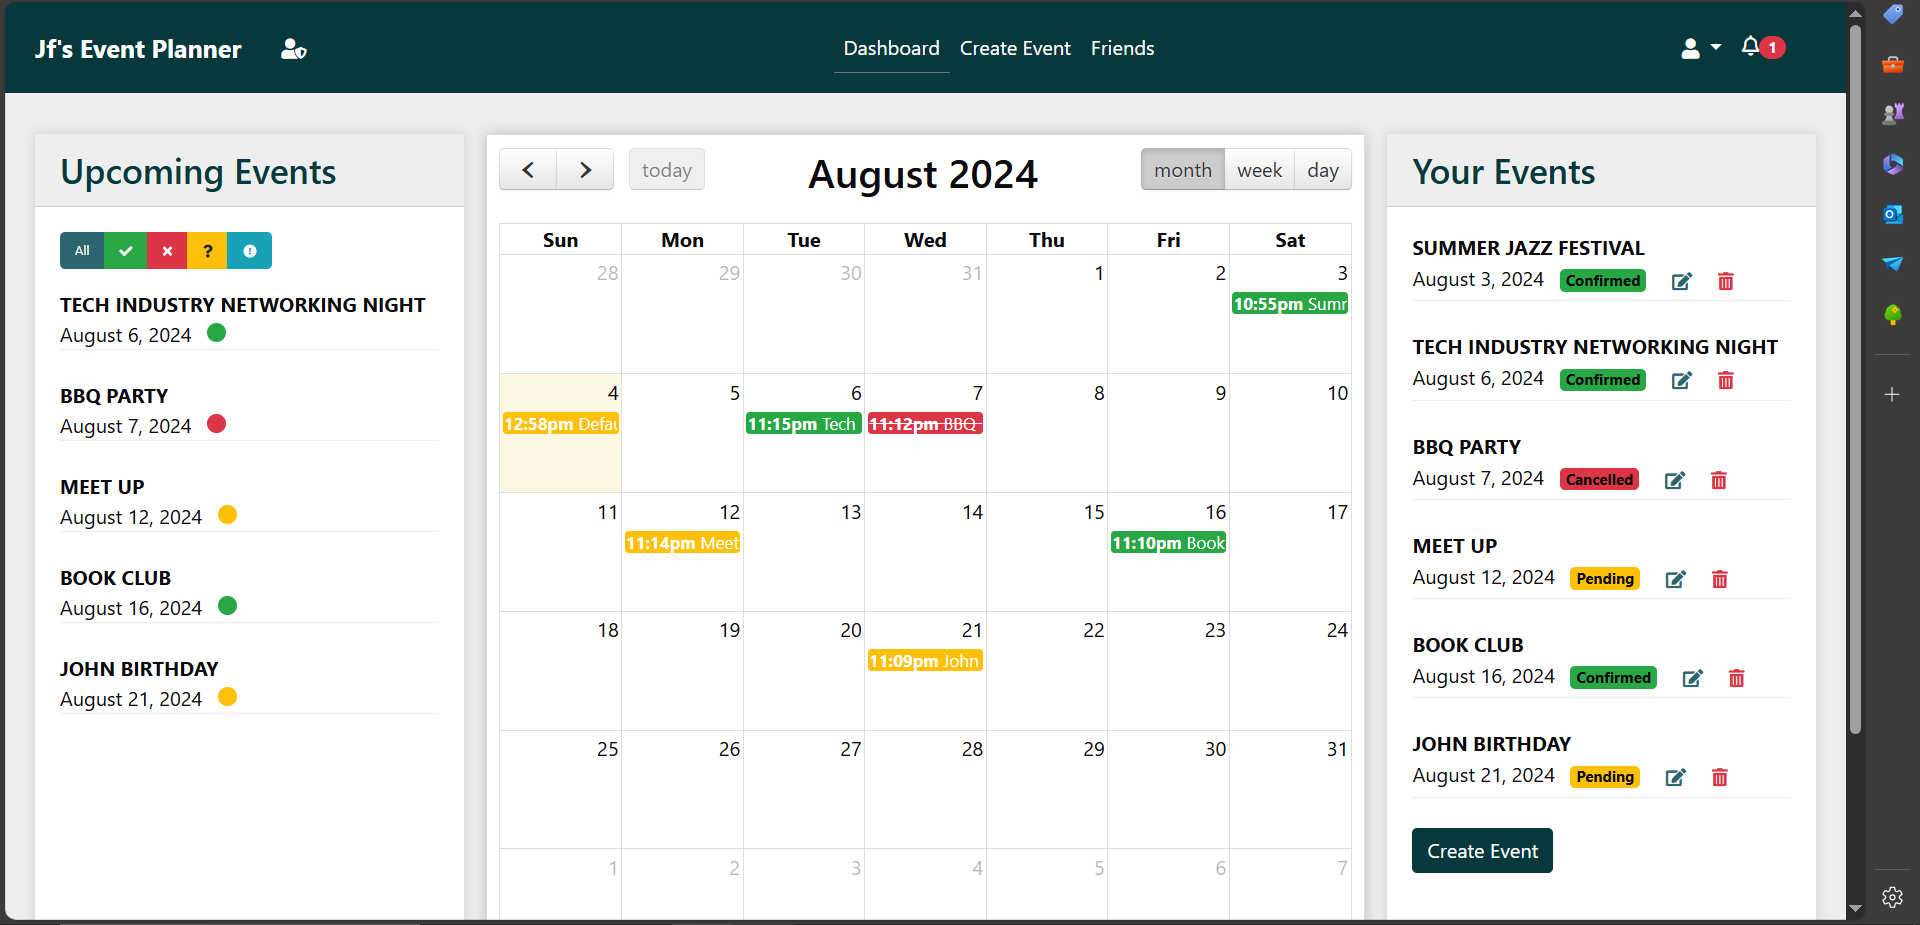 Jf's Event Planner
Dashboard Create Event Friends
1
Upcoming Events
All ?
TECH INDUSTRY NETWORKING NIGHT
August 6, 2024
BBQ PARTY
August 7, 2024
MEET UP
August 12, 2024
BOOK CLUB
August 16, 2024
JOHN BIRTHDAY
August 21, 2024
today
August 2024
month week day
Sun Mon Tue Wed Thu Fri Sat
28 29 30 31 1 2 3
10:55pm Sumr
4 5 6 7 8 9 10
12:58pm Defau 11:15pm Tech 11:12pm BBQ
11 12 13 14 15 16 17
11:14pm Meet 11:10pm Book
18 19 20 21 22 23 24
11:09pm John
25 26 27 28 29 30 31
1 2 3 4 5 6 7
Your Events
SUMMER JAZZ FESTIVAL
August 3, 2024 Confirmed
TECH INDUSTRY NETWORKING NIGHT
August 6, 2024 Confirmed
BBQ PARTY
August 7, 2024 Cancelled
MEET UP
August 12, 2024 Pending
BOOK CLUB
August 16, 2024 Confirmed
JOHN BIRTHDAY
August 21, 2024 Pending
Create Event